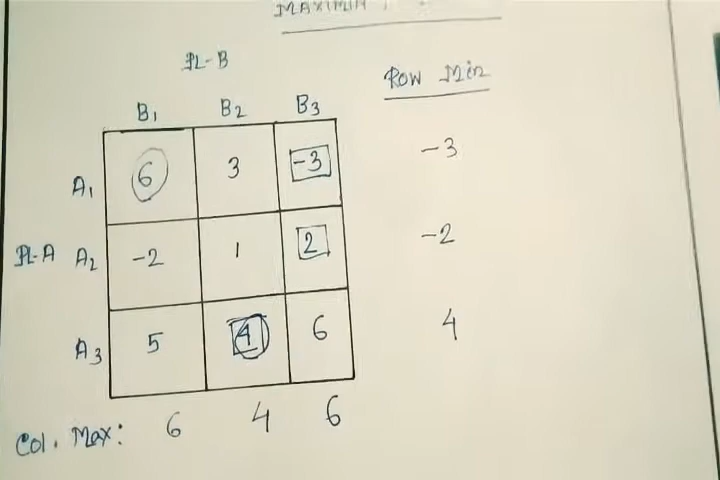 PL-B
Row Min
B1 B2 B3
A1 6 3 -3 -3
PL-A A2 -2 1 2 -2
A3 5 4 6 4
Col. Max: 6 4 6